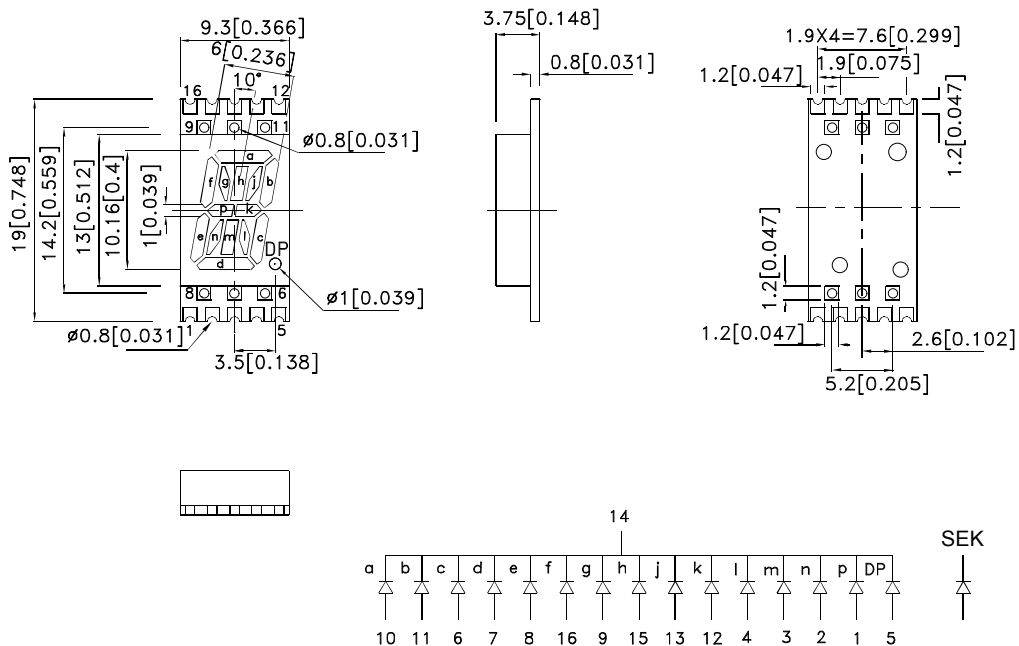 9.3[0.366]
6[0.236]
10°
16 12
9 11
ø0.8[0.031]
a
f g h j b
p k
e n m l c
d
DP
8 6
1 5
ø1[0.039]
ø0.8[0.031]
3.5[0.138]
19[0.748]
14.2[0.559]
13[0.512]
10.16[0.4]
1[0.039]
3.75[0.148]
0.8[0.031]
1.9X4=7.6[0.299]
1.9[0.075]
1.2[0.047]
1.2[0.047]
1.2[0.047]
1.2[0.047]
2.6[0.102]
5.2[0.205]
14
SEK
a b c d e f g h j k l m n p DP
10 11 6 7 8 16 9 15 13 12 4 3 2 1 5